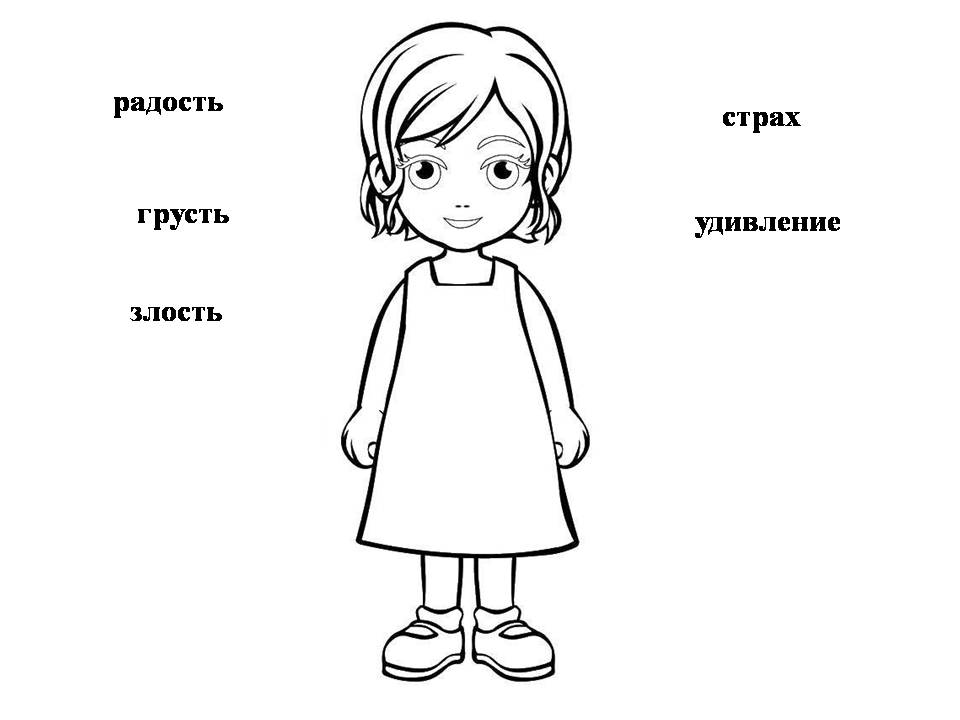 радость
страх
грусть
удивление
злость